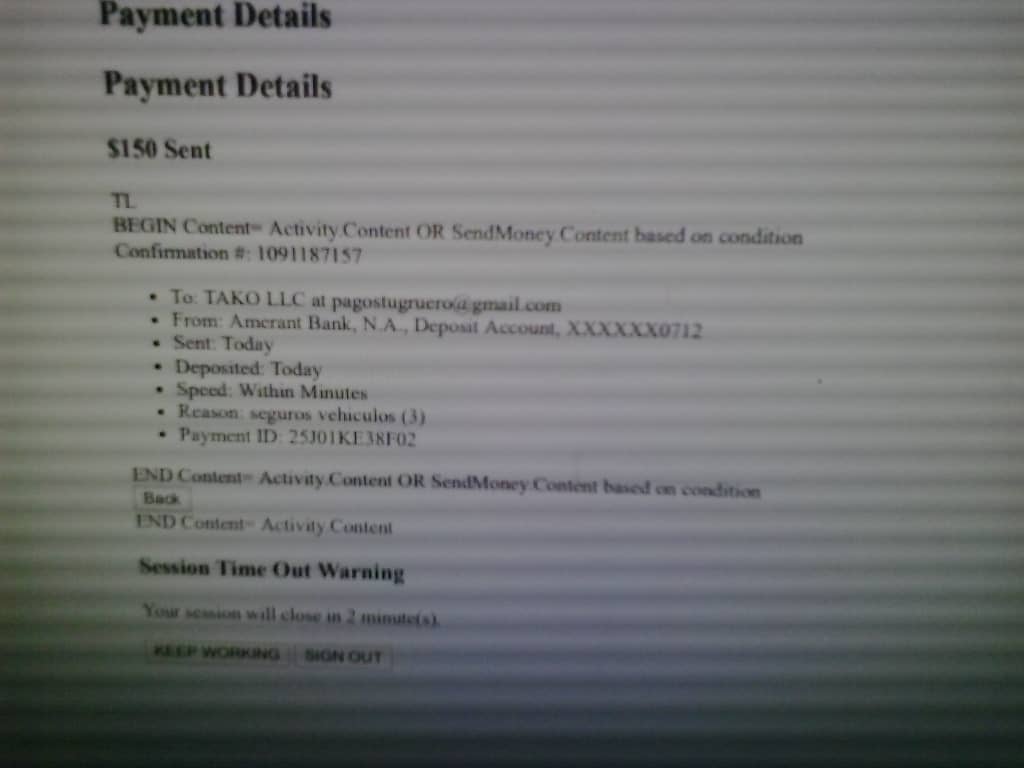 Payment Details
Payment Details
$150 Sent
TL
BEGIN Content= Activity.Content OR SendMoney.Content based on condition
Confirmation #: 1091187157
• To: TAKO LLC at pagostugruero@gmail.com
• From: Amerant Bank, N.A., Deposit Account, XXXXXX0712
• Sent: Today
• Deposited: Today
• Speed: Within Minutes
• Reason: seguros vehiculos (3)
• Payment ID: 25J01KE38F02
END Content= Activity.Content OR SendMoney.Content based on condition
Back
END Content= Activity.Content
Session Time Out Warning
Your session will close in 2 minute(s).
KEEP WORKING SIGN OUT